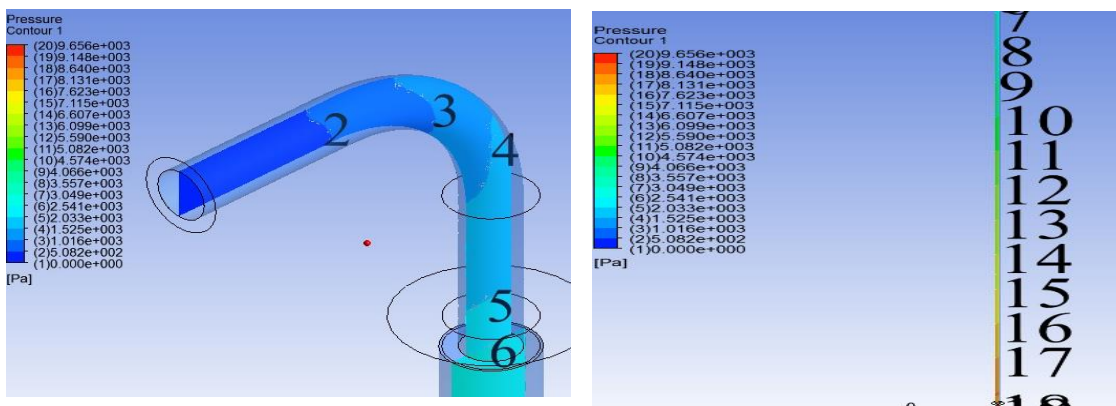 Pressure
Contour 1
(20)9.656e+003
(19)9.148e+003
(18)8.640e+003
(17)8.131e+003
(16)7.623e+003
(15)7.115e+003
(14)6.607e+003
(13)6.099e+003
(12)5.590e+003
(11)5.082e+003
(10)4.574e+003
(9)4.066e+003
(8)3.557e+003
(7)3.049e+003
(6)2.541e+003
(5)2.033e+003
(4)1.525e+003
(3)1.016e+003
(2)5.082e+002
(1)0.000e+000
[Pa]
2
3
4
5
6
Pressure
Contour 1
(20)9.656e+003
(19)9.148e+003
(18)8.640e+003
(17)8.131e+003
(16)7.623e+003
(15)7.115e+003
(14)6.607e+003
(13)6.099e+003
(12)5.590e+003
(11)5.082e+003
(10)4.574e+003
(9)4.066e+003
(8)3.557e+003
(7)3.049e+003
(6)2.541e+003
(5)2.033e+003
(4)1.525e+003
(3)1.016e+003
(2)5.082e+002
(1)0.000e+000
[Pa]
7
8
9
10
11
12
13
14
15
16
17
18